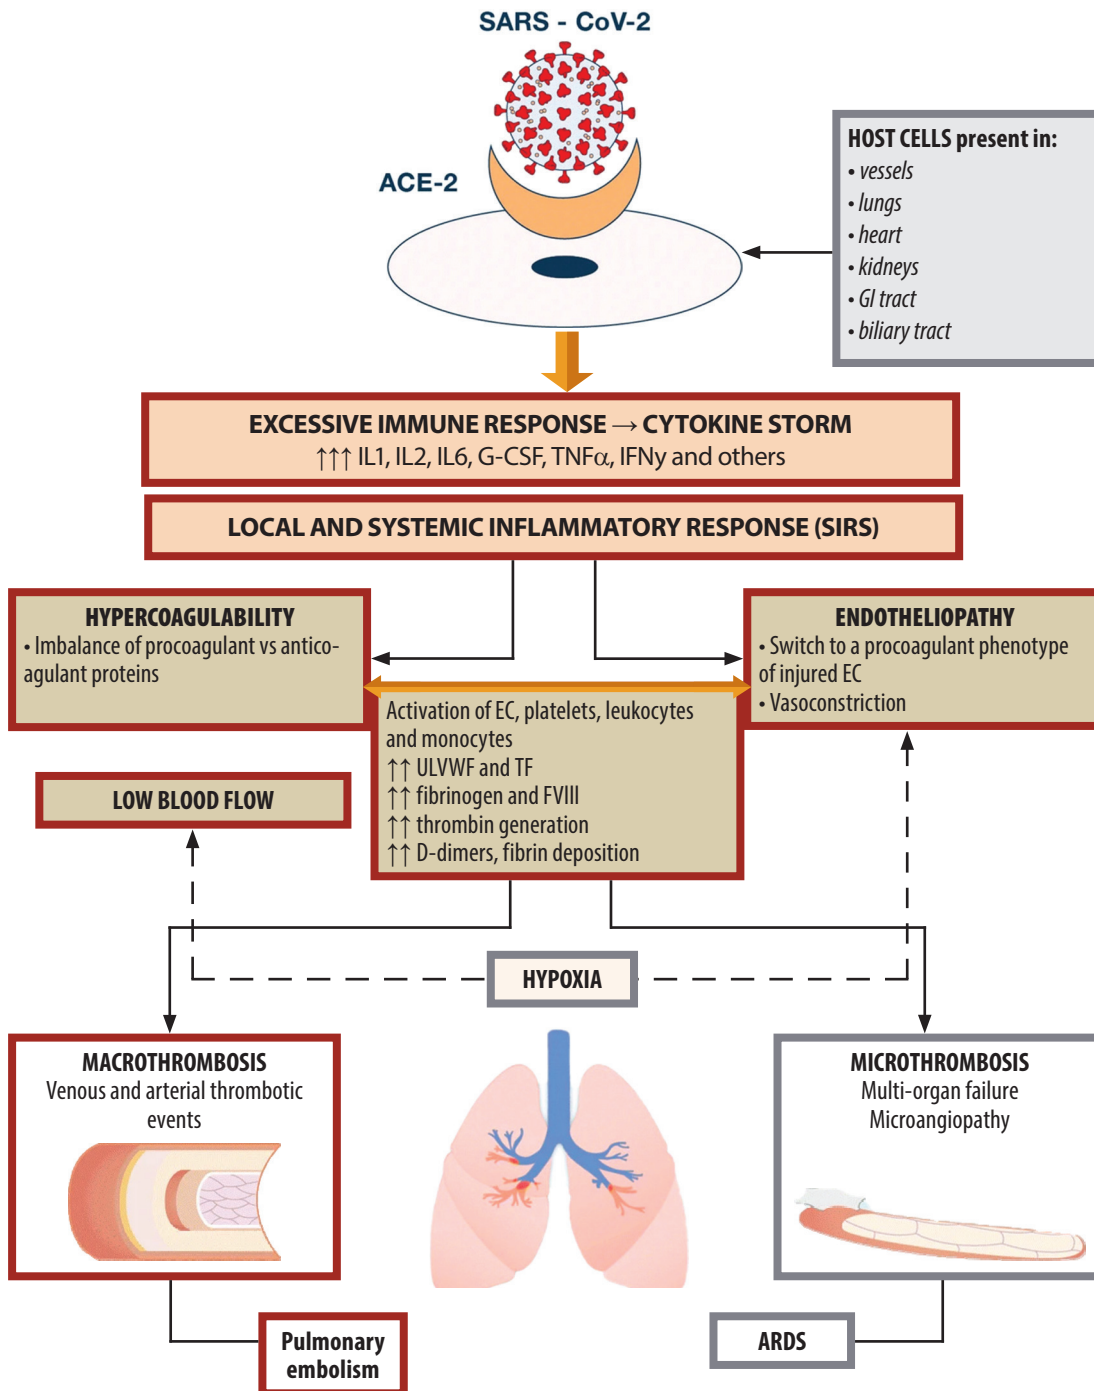 SARS - CoV-2
ACE-2
HOST CELLS present in:
• vessels
• lungs
• heart
• kidneys
• GI tract
• biliary tract
EXCESSIVE IMMUNE RESPONSE → CYTOKINE STORM
↑↑↑ IL1, IL2, IL6, G-CSF, TNFα, IFNy and others
LOCAL AND SYSTEMIC INFLAMMATORY RESPONSE (SIRS)
HYPERCOAGULABILITY
• Imbalance of procoagulant vs antico-
agulant proteins
ENDOTHELIOPATHY
• Switch to a procoagulant phenotype
of injured EC
• Vasoconstriction
Activation of EC, platelets, leukocytes
and monocytes
↑↑ ULVWF and TF
↑↑ fibrinogen and FVIII
↑↑ thrombin generation
↑↑ D-dimers, fibrin deposition
LOW BLOOD FLOW
HYPOXIA
MACROTHROMBOSIS
Venous and arterial thrombotic
events
MICROTHROMBOSIS
Multi-organ failure
Microangiopathy
Pulmonary
embolism
ARDS